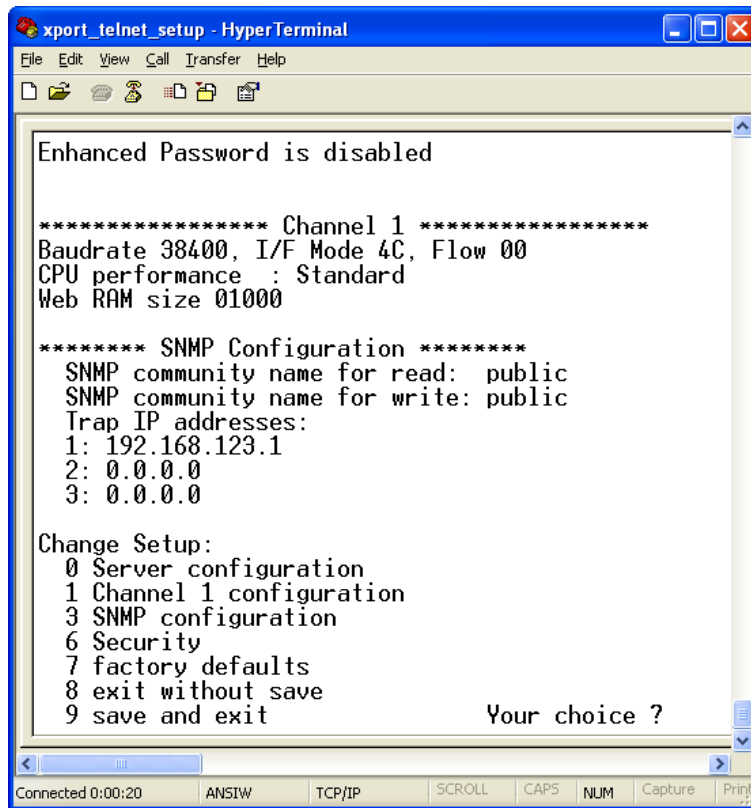 xport_telnet_setup - HyperTerminal
File Edit View Call Transfer Help
Enhanced Password is disabled
***************** Channel 1 *****************
Baudrate 38400, I/F Mode 4C, Flow 00
CPU performance  : Standard
Web RAM size 01000
******** SNMP Configuration ********
SNMP community name for read:  public
SNMP community name for write: public
Trap IP addresses:
1: 192.168.123.1
2: 0.0.0.0
3: 0.0.0.0
Change Setup:
0 Server configuration
1 Channel 1 configuration
3 SNMP configuration
6 Security
7 factory defaults
8 exit without save
9 save and exit                Your choice ?
Connected 0:00:20 ANSIW TCP/IP SCROLL CAPS NUM Capture